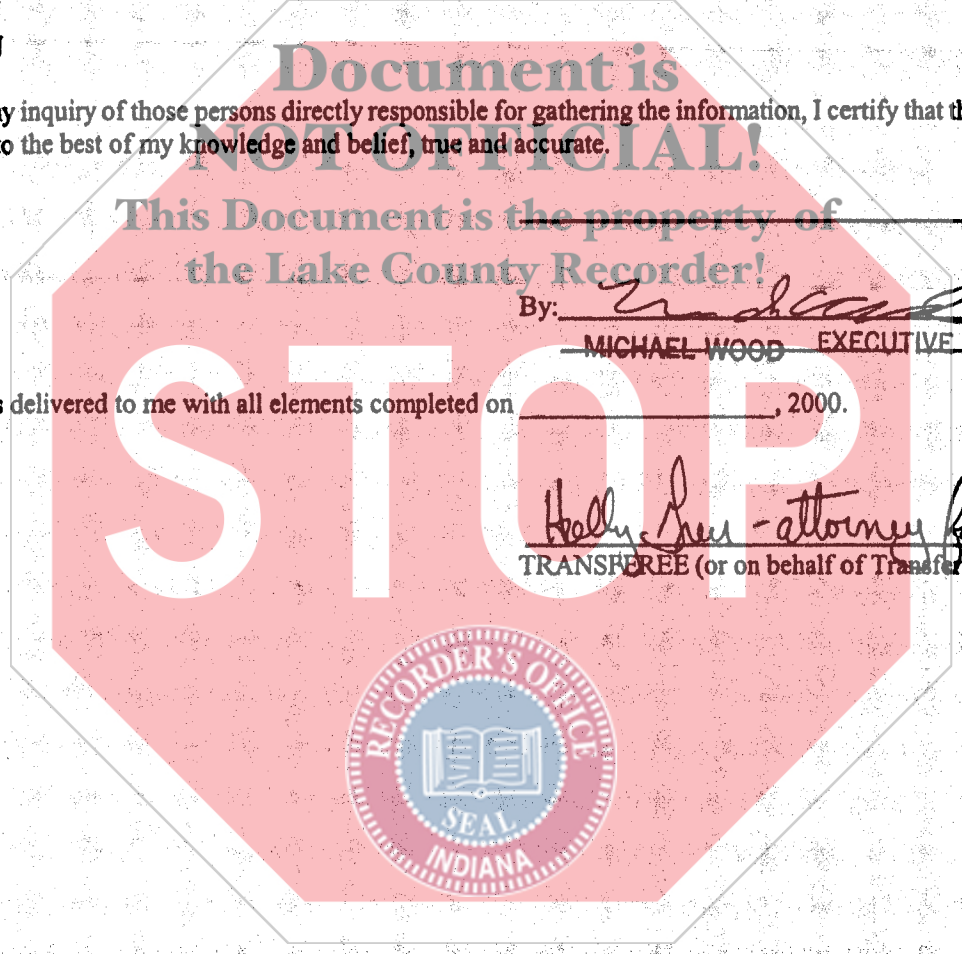 Document is
y inquiry of those persons directly responsible for gathering the information, I certify that th
NOT OFFICIAL!
o the best of my knowledge and belief, true and accurate.
This Document is the property of
the Lake County Recorder!
By:
MICHAEL WOOD EXECUTIVE
STOP
s delivered to me with all elements completed on , 2000.
Holly - attorney
TRANSFEREE (or on behalf of Transfer
RECORDER'S OFFICE
SEAL
INDIANA